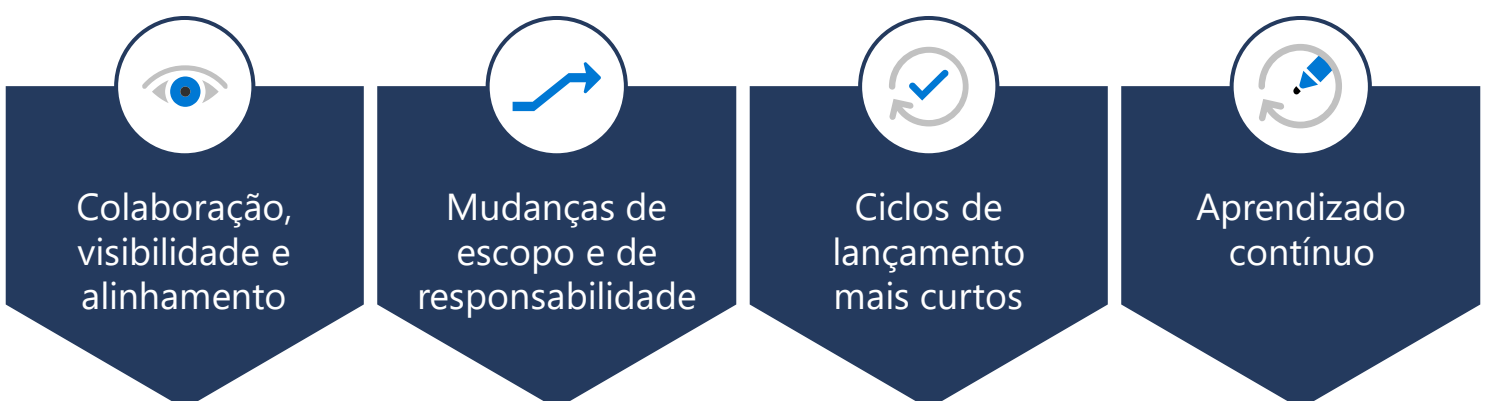 Colaboração,
visibilidade e
alinhamento
Mudanças de
escopo e de
responsabilidade
Ciclos de
lançamento
mais curtos
Aprendizado
contínuo